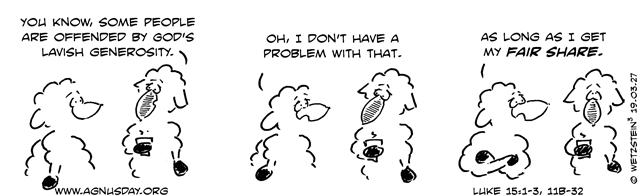 YOU KNOW, SOME PEOPLE
ARE OFFENDED BY GOD'S
LAVISH GENEROSITY.
OH, I DON'T HAVE A
PROBLEM WITH THAT.
AS LONG AS I GET
MY FAIR SHARE.
© WETZSTEIN³ 19.03.27
WWW.AGNUSDAY.ORG
LUKE 15:1-3, 11B-32